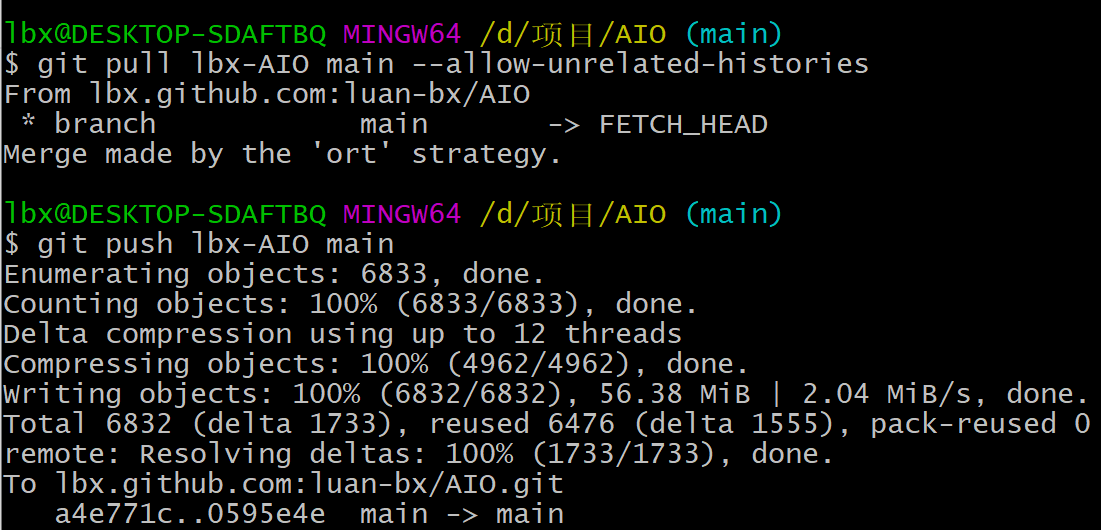 lbx@DESKTOP-SDAFTBQ MINGW64 /d/项目/AIO (main)
$ git pull lbx-AIO main --allow-unrelated-histories
From lbx.github.com:luan-bx/AIO
 * branch            main       -> FETCH_HEAD
Merge made by the 'ort' strategy.
lbx@DESKTOP-SDAFTBQ MINGW64 /d/项目/AIO (main)
$ git push lbx-AIO main
Enumerating objects: 6833, done.
Counting objects: 100% (6833/6833), done.
Delta compression using up to 12 threads
Compressing objects: 100% (4962/4962), done.
Writing objects: 100% (6832/6832), 56.38 MiB | 2.04 MiB/s, done.
Total 6832 (delta 1733), reused 6476 (delta 1555), pack-reused 0
remote: Resolving deltas: 100% (1733/1733), done.
To lbx.github.com:luan-bx/AIO.git
   a4e771c..0595e4e  main -> main